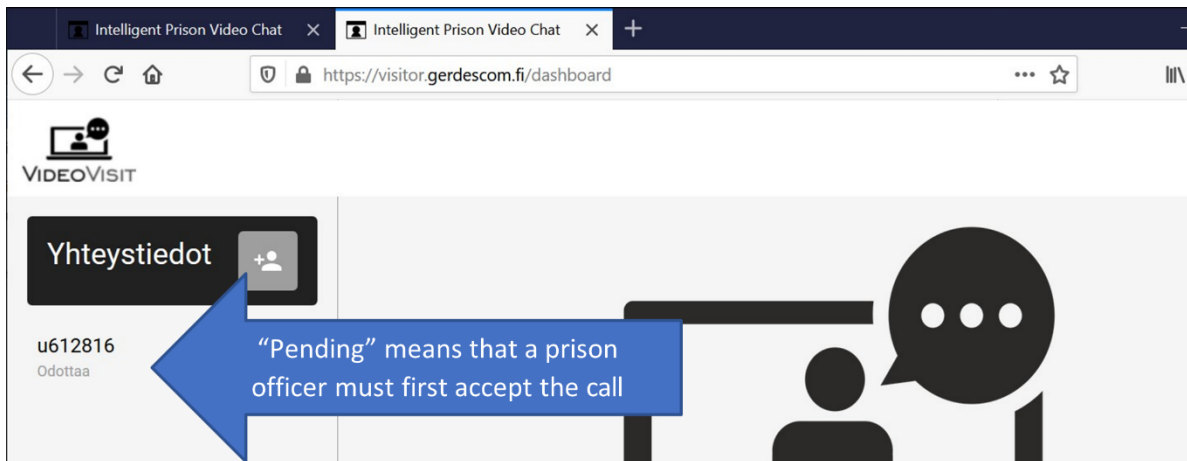 Intelligent Prison Video Chat
Intelligent Prison Video Chat
https://visitor.gerdescom.fi/dashboard
VIDEOVISIT
Yhteystiedot
u612816
Odottaa
“Pending” means that a prison
officer must first accept the call